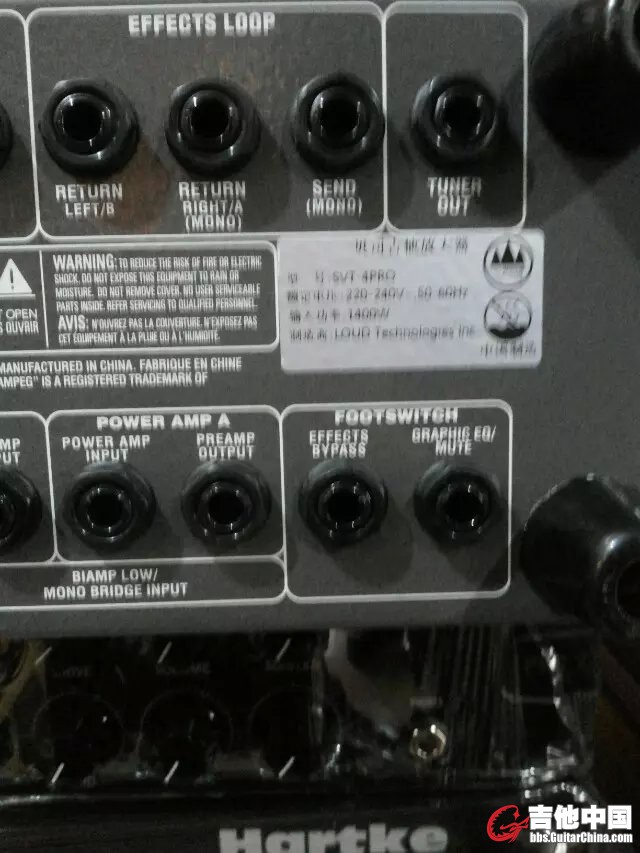 EFFECTS LOOP
RETURN
LEFT/B
RETURN
RIGHT/A
(MONO)
SEND
(MONO)
TUNER
OUT
WARNING: TO REDUCE THE RISK OF FIRE OR ELECTRIC
SHOCK, DO NOT EXPOSE THIS EQUIPMENT TO RAIN OR
MOISTURE. DO NOT REMOVE COVER. NO USER SERVICEABLE
PARTS INSIDE. REFER SERVICING TO QUALIFIED PERSONNEL.
AVIS: N'OUVREZ PAS LA COUVERTURE. N'EXPOSEZ PAS
CET ÉQUIPEMENT À LA PLUIE OU À L'HUMIDITÉ.
OT OPEN
OUVRIR
SVT-4PRO
220-240V 50-60Hz
1400W
LOUD Technologies Inc
中国制造
MANUFACTURED IN CHINA. FABRIQUE EN CHINE
AMPEG" IS A REGISTERED TRADEMARK OF
POWER AMP A
POWER AMP
INPUT
PREAMP
OUTPUT
FOOTSWITCH
EFFECTS
BYPASS
GRAPHIC EQ/
MUTE
BIAMP LOW/
MONO BRIDGE INPUT
Hartke
吉他中国
bbs.GuitarChina.com